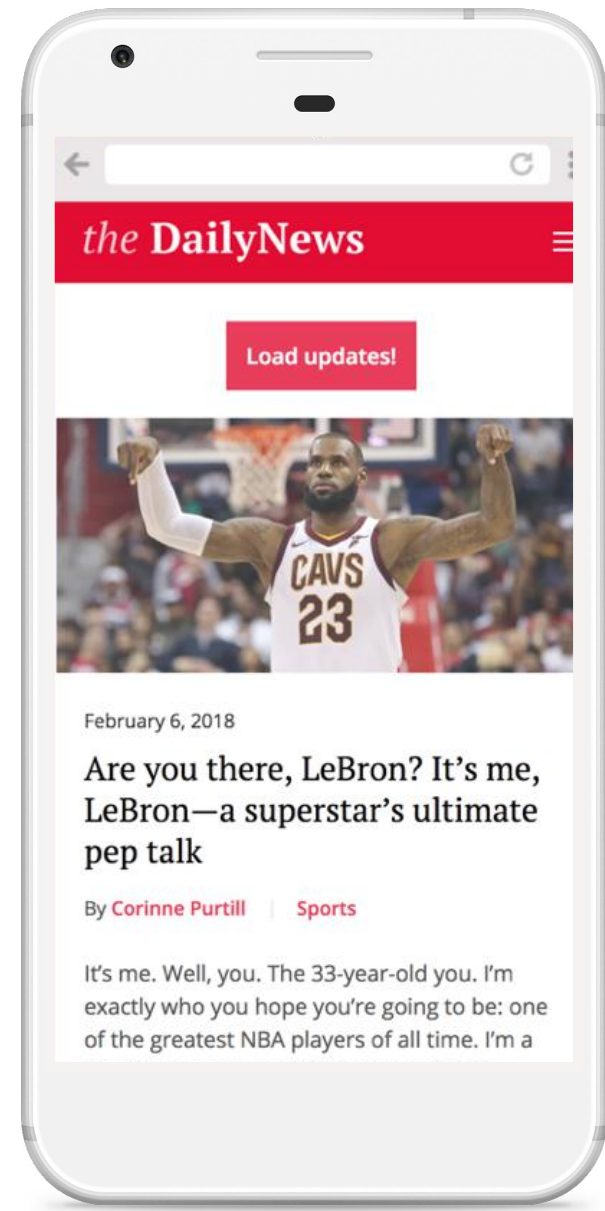 the DailyNews
Load updates!
CAVS
23
February 6, 2018
Are you there, LeBron? It’s me,
LeBron—a superstar’s ultimate
pep talk
By Corinne Purtill | Sports
It’s me. Well, you. The 33-year-old you. I’m
exactly who you hope you’re going to be: one
of the greatest NBA players of all time. I’m a